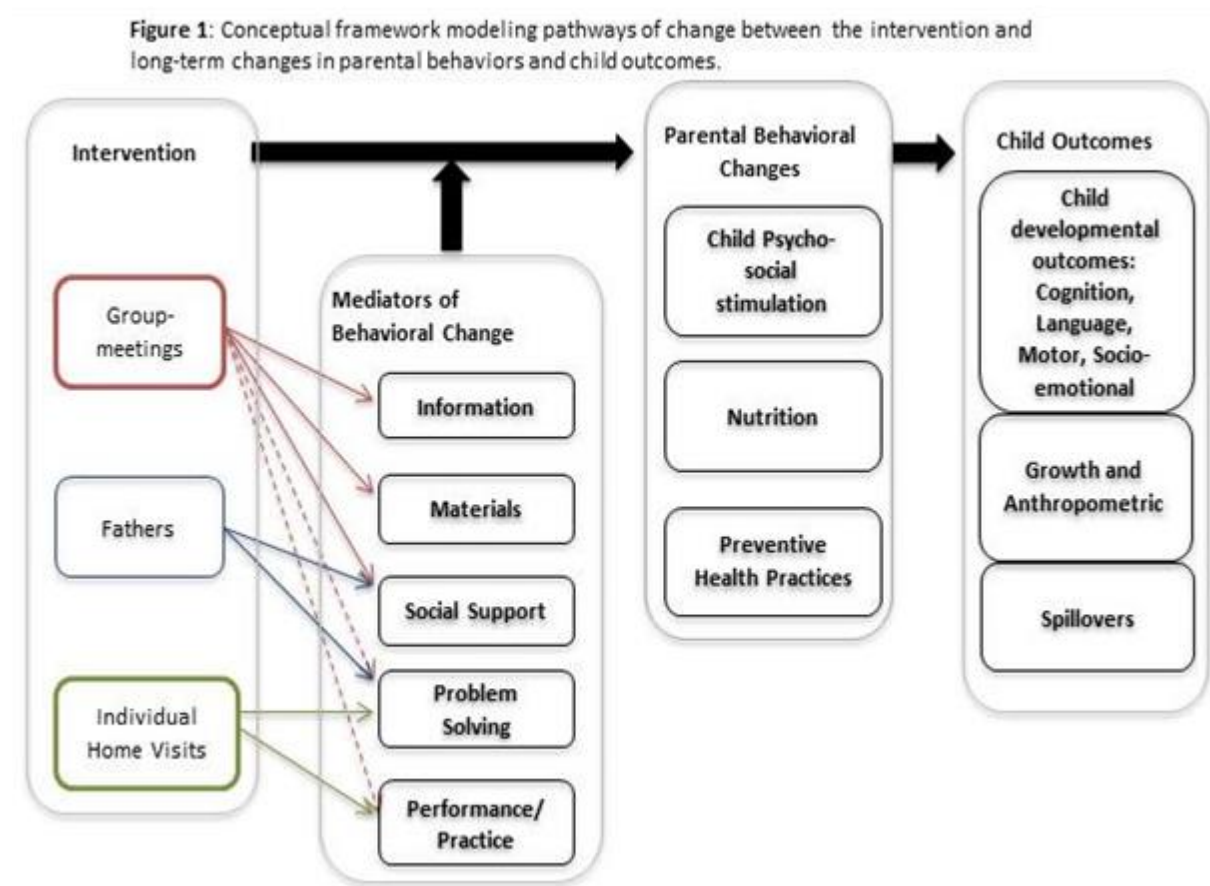 Figure 1: Conceptual framework modeling pathways of change between the intervention and
long-term changes in parental behaviors and child outcomes.
Intervention
Group-
meetings
Fathers
Individual
Home Visits
Mediators of
Behavioral Change
Information
Materials
Social Support
Problem
Solving
Performance/
Practice
Parental Behavioral
Changes
Child Psycho-
social
stimulation
Nutrition
Preventive
Health Practices
Child Outcomes
Child
developmental
outcomes:
Cognition,
Language,
Motor, Socio-
emotional
Growth and
Anthropometric
Spillovers